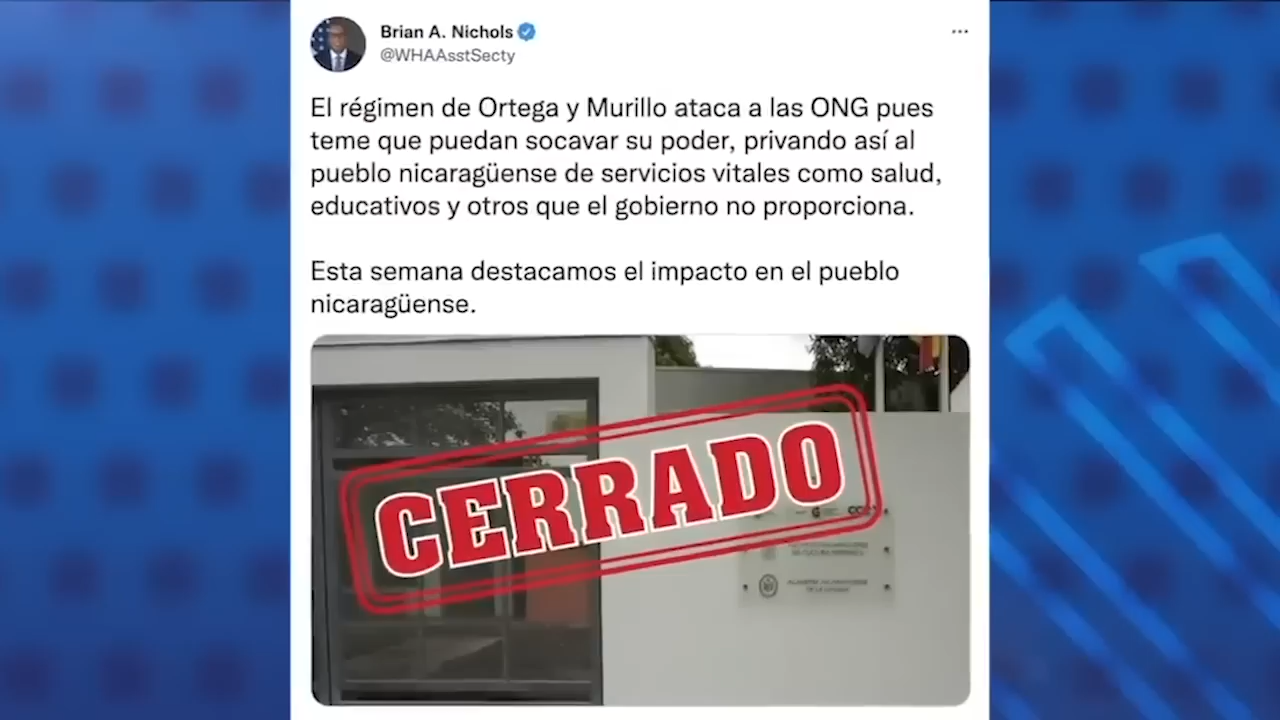 Brian A. Nichols
@WHAAsstSecty
El régimen de Ortega y Murillo ataca a las ONG pues
teme que puedan socavar su poder, privando así al
pueblo nicaragüense de servicios vitales como salud,
educativos y otros que el gobierno no proporciona.
Esta semana destacamos el impacto en el pueblo
nicaragüense.
CERRADO